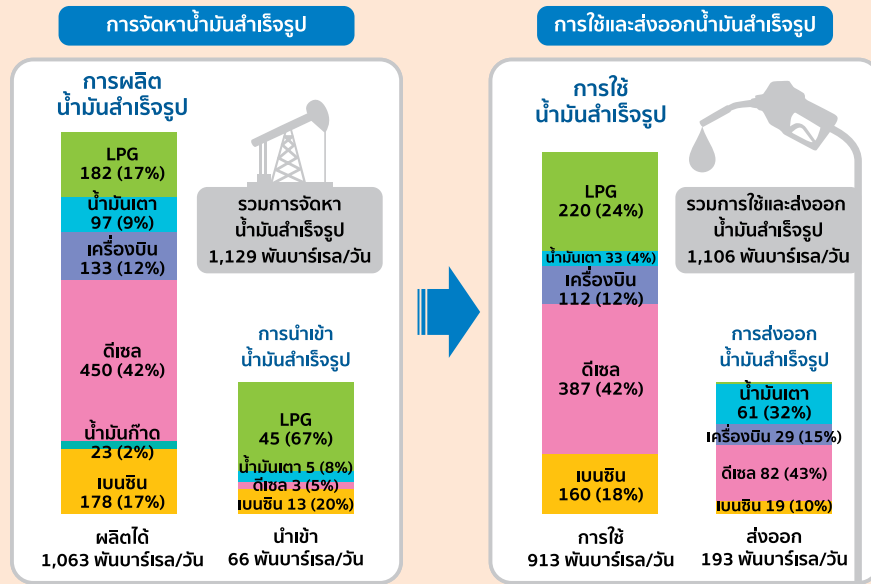 การจัดหาน้ำมันสำเร็จรูป
การผลิต
น้ำมันสำเร็จรูป
LPG
182 (17%)
น้ำมันเตา
97 (9%)
เครื่องบิน
133 (12%)
ดีเซล
450 (42%)
น้ำมันก๊าด
23 (2%)
เบนซิน
178 (17%)
ผลิตได้
1,063 พันบาร์เรล/วัน
รวมการจัดหา
น้ำมันสำเร็จรูป
1,129 พันบาร์เรล/วัน
การนำเข้า
น้ำมันสำเร็จรูป
LPG
45 (67%)
น้ำมันเตา 5 (8%)
ดีเซล 3 (5%)
เบนซิน 13 (20%)
นำเข้า
66 พันบาร์เรล/วัน
การใช้และส่งออกน้ำมันสำเร็จรูป
การใช้
น้ำมันสำเร็จรูป
LPG
220 (24%)
น้ำมันเตา 33 (4%)
เครื่องบิน
112 (12%)
ดีเซล
387 (42%)
เบนซิน
160 (18%)
การใช้
913 พันบาร์เรล/วัน
รวมการใช้และส่งออก
น้ำมันสำเร็จรูป
1,106 พันบาร์เรล/วัน
การส่งออก
น้ำมันสำเร็จรูป
น้ำมันเตา
61 (32%)
เครื่องบิน 29 (15%)
ดีเซล 82 (43%)
เบนซิน 19 (10%)
ส่งออก
193 พันบาร์เรล/วัน